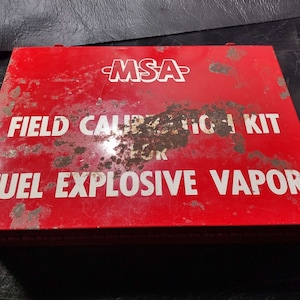 -MSA-
FIELD CALIBRATION KIT
FOR
UEL EXPLOSIVE VAPOR